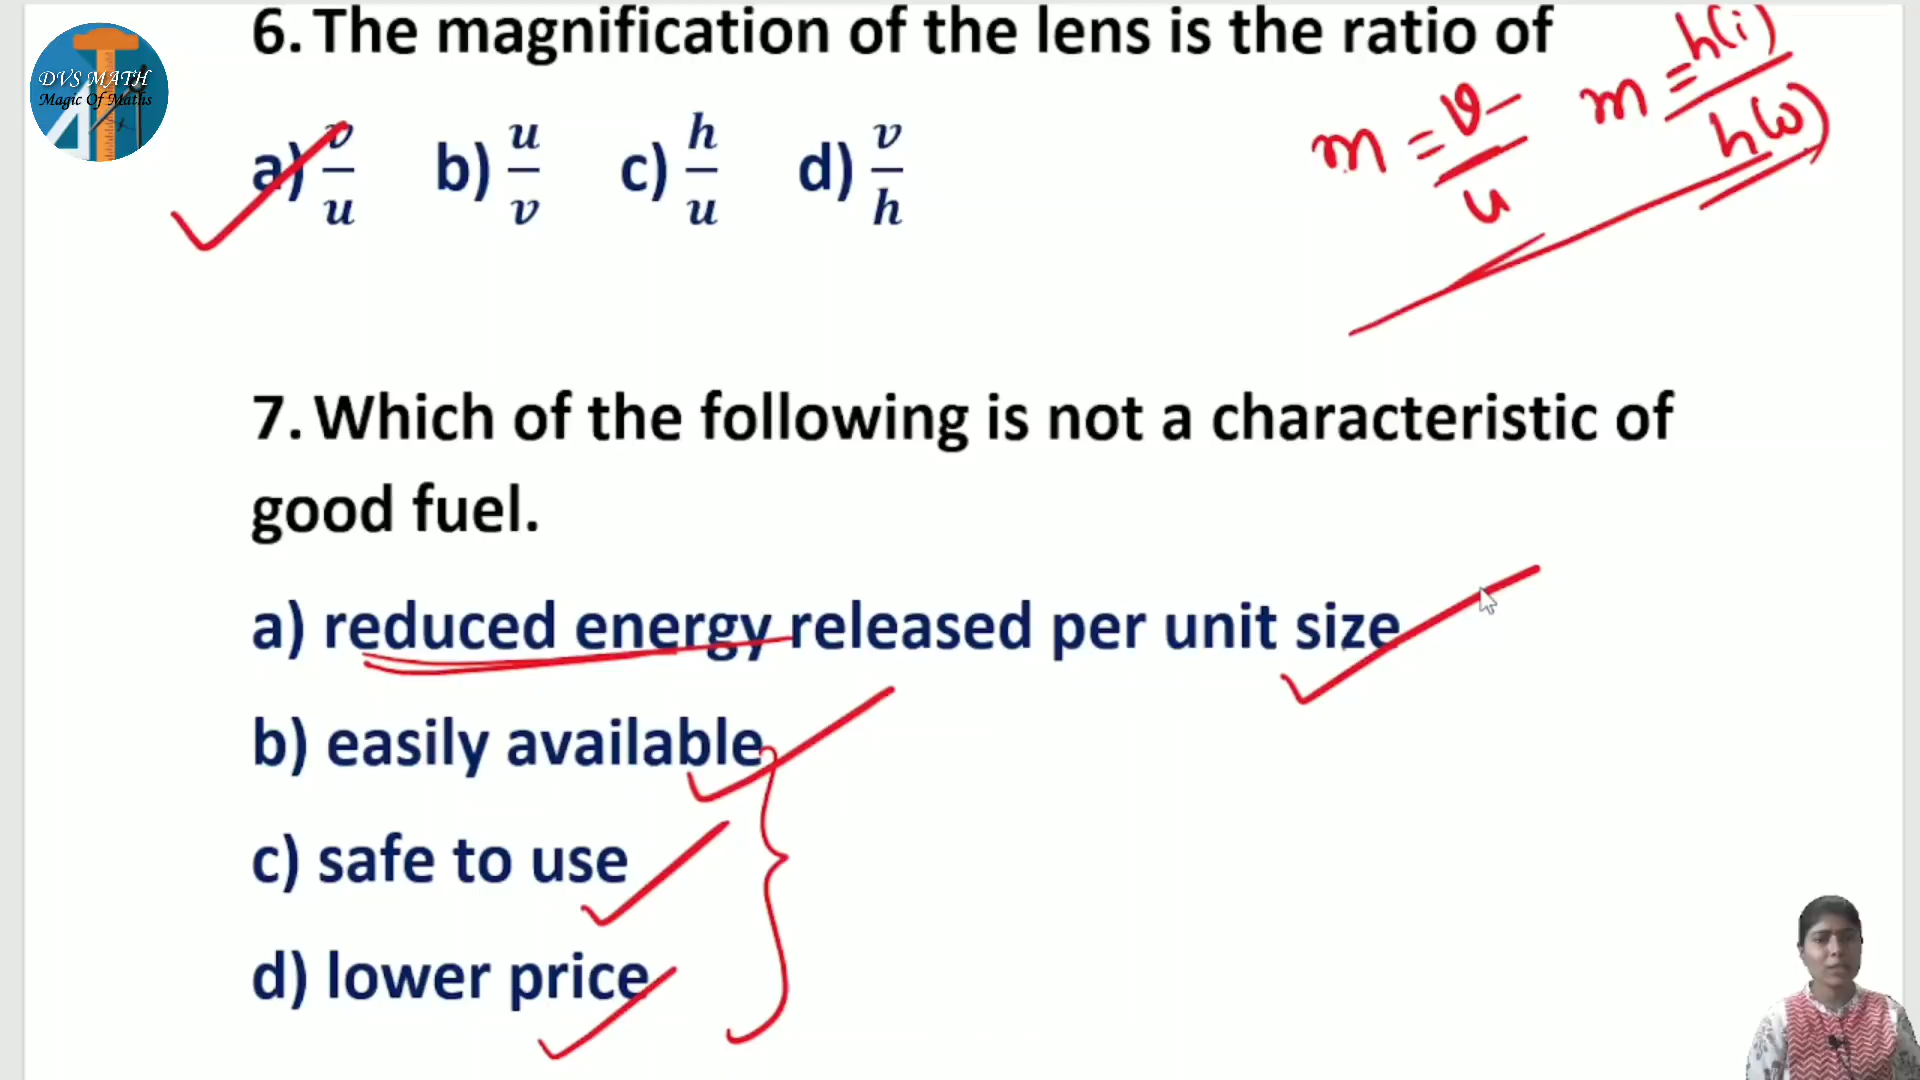 DVS MATH
Magic Of Maths
6. The magnification of the lens is the ratio of
a) v/u b) u/v c) h/u d) v/h
m = v/u m = h(i)/h(o)
7. Which of the following is not a characteristic of
good fuel.
a) reduced energy released per unit size
b) easily available
c) safe to use
d) lower price